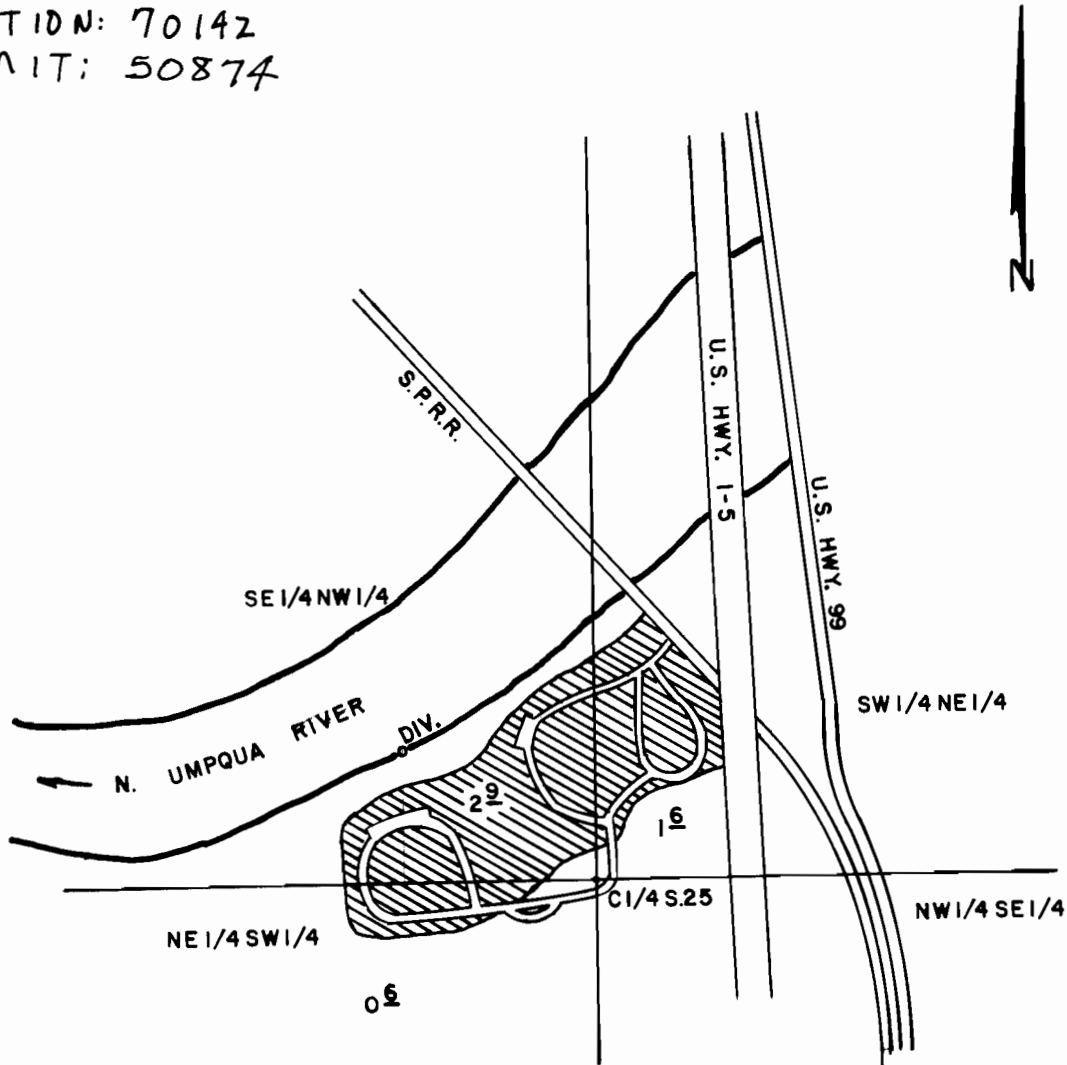 TION: 70142
MIT: 50874
N
S.P.R.R.
U.S. HWY. I-5
U.S. HWY. 99
SE 1/4 NW 1/4
SW 1/4 NE 1/4
N. UMPQUA RIVER
DIV.
2 9
1 6
C 1/4 S.25
NW 1/4 SE 1/4
NE 1/4 SW 1/4
0 6